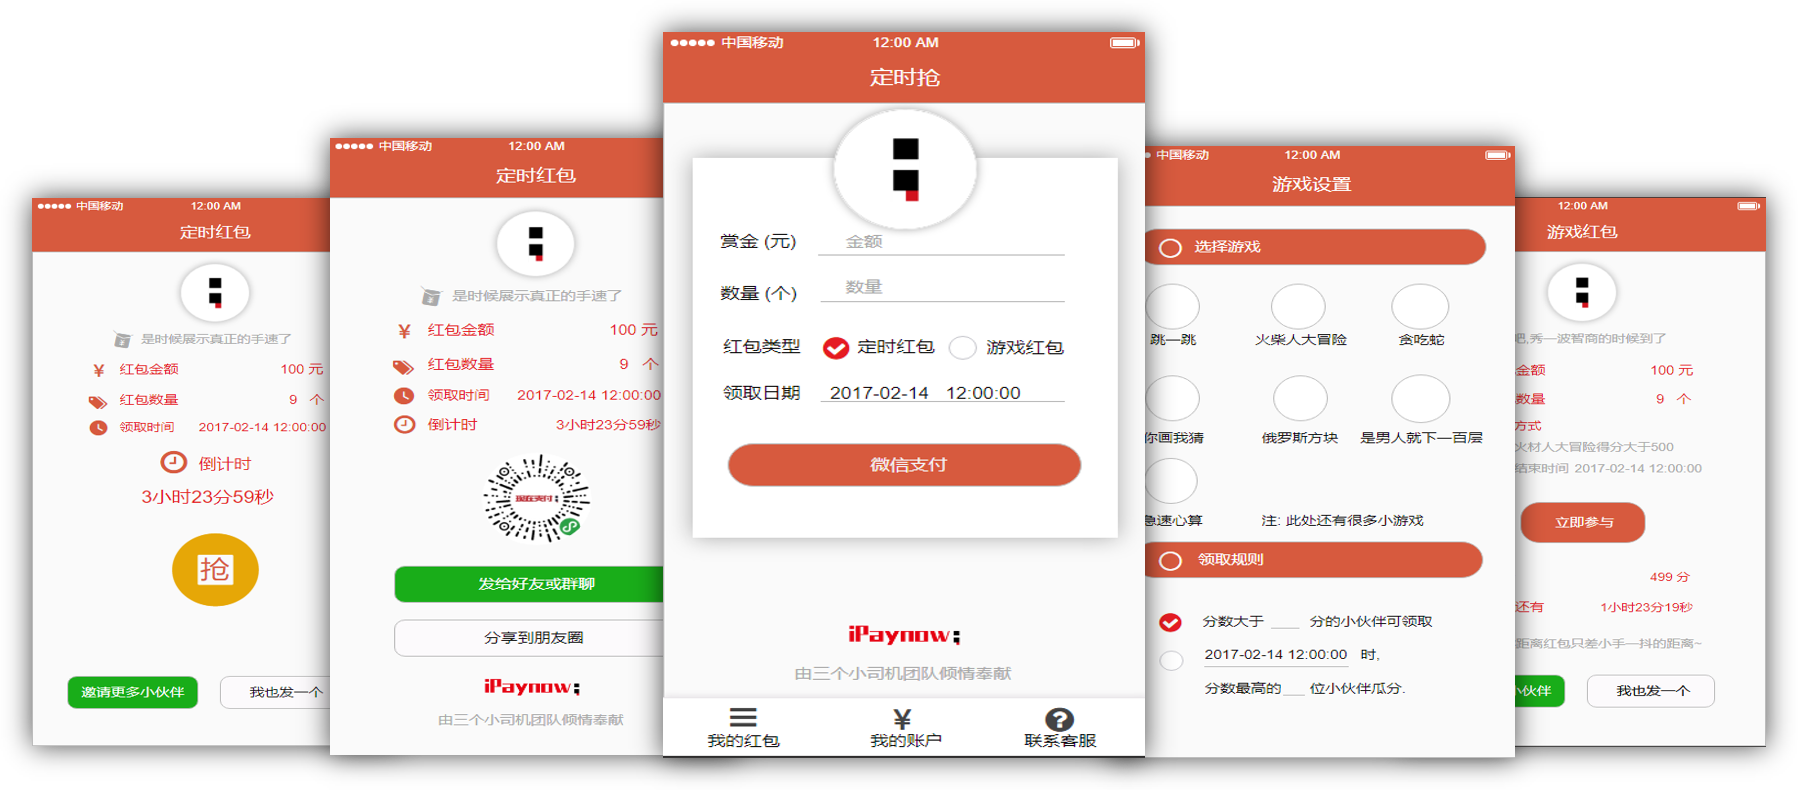 中国移动 12:00 AM
定时红包
是时候展示真正的手速了
红包金额 100 元
红包数量 9 个
领取时间 2017-02-14 12:00:00
倒计时
3小时23分59秒
抢
邀请更多小伙伴 我也发一个
中国移动 12:00 AM
定时红包
是时候展示真正的手速了
红包金额 100 元
红包数量 9 个
领取时间 2017-02-14 12:00:00
倒计时 3小时23分59秒
现在支付
发给好友或群聊
分享到朋友圈
iPaynow;
由三个小司机团队倾情奉献
中国移动 12:00 AM
定时抢
赏金 (元) 金额
数量 (个) 数量
红包类型 定时红包 游戏红包
领取日期 2017-02-14 12:00:00
微信支付
iPaynow;
由三个小司机团队倾情奉献
我的红包 ¥ 我的账户 联系客服
中国移动 12:00 AM
游戏设置
选择游戏
跳一跳 火柴人大冒险 贪吃蛇
你画我猜 俄罗斯方块 是男人就下一百层
急速心算 注: 此处还有很多小游戏
领取规则
分数大于 ___ 分的小伙伴可领取
2017-02-14 12:00:00 时,
分数最高的 ___ 位小伙伴瓜分.
12:00 AM
游戏红包
吧,秀一波智商的时候到了
金额 100 元
数量 9 个
方式
火材人大冒险得分大于500
结束时间 2017-02-14 12:00:00
立即参与
499 分
还有 1小时23分19秒
距离红包只差小手一抖的距离~
小伙伴 我也发一个